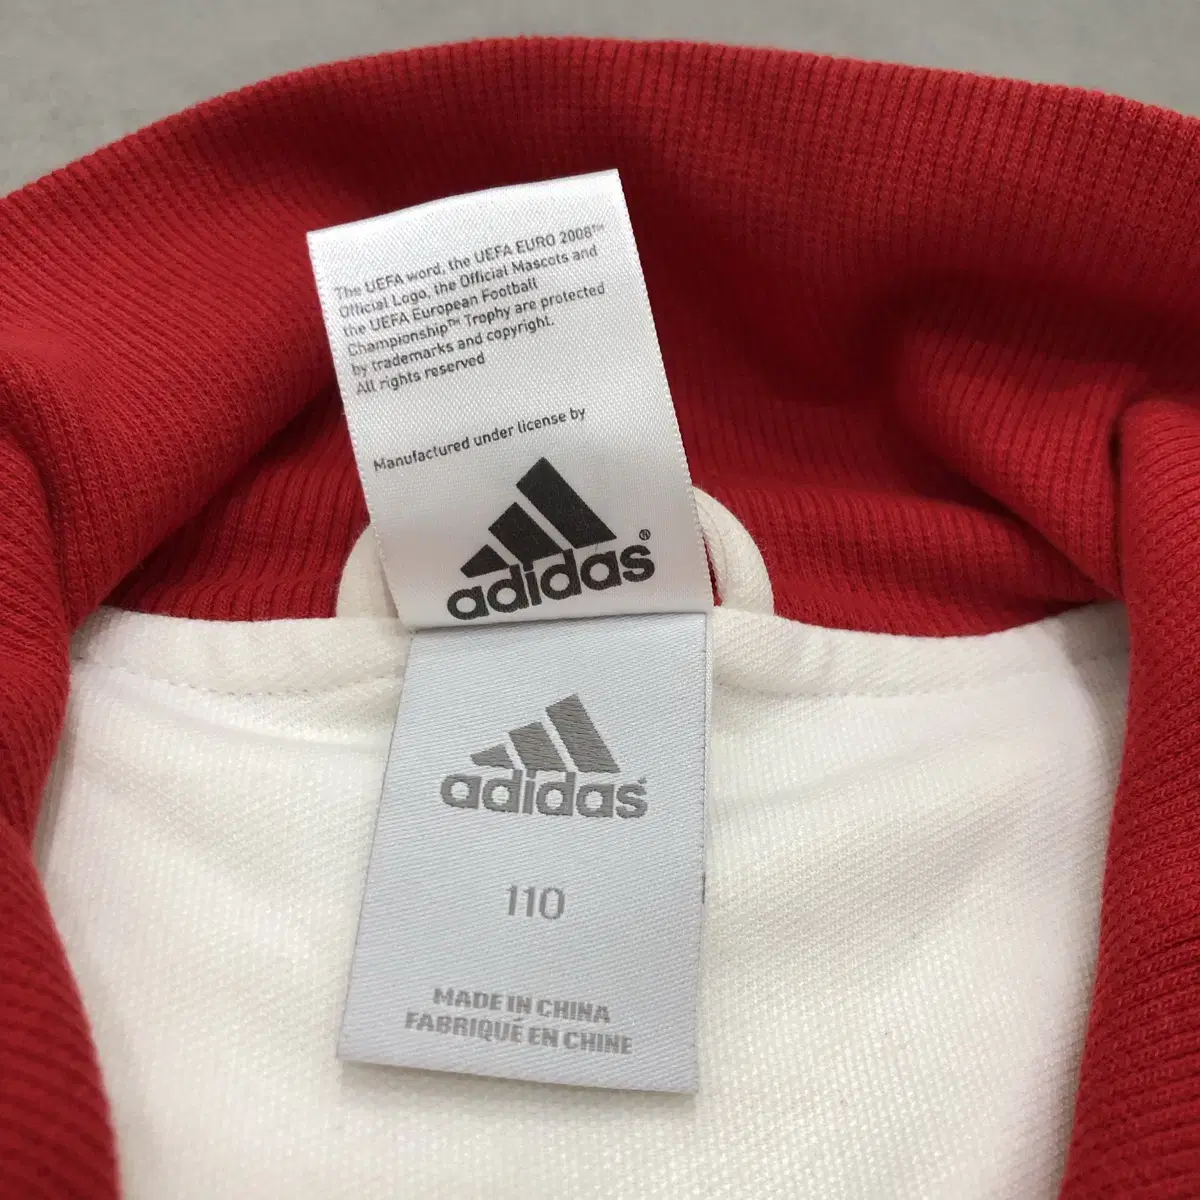 The UEFA word, the UEFA EURO 2008™
Official Logo, the Official Mascots and
the UEFA European Football
Championship™ Trophy are protected
by trademarks and copyright.
All rights reserved
Manufactured under license by
adidas®
adidas
110
MADE IN CHINA
FABRIQUÉ EN CHINE